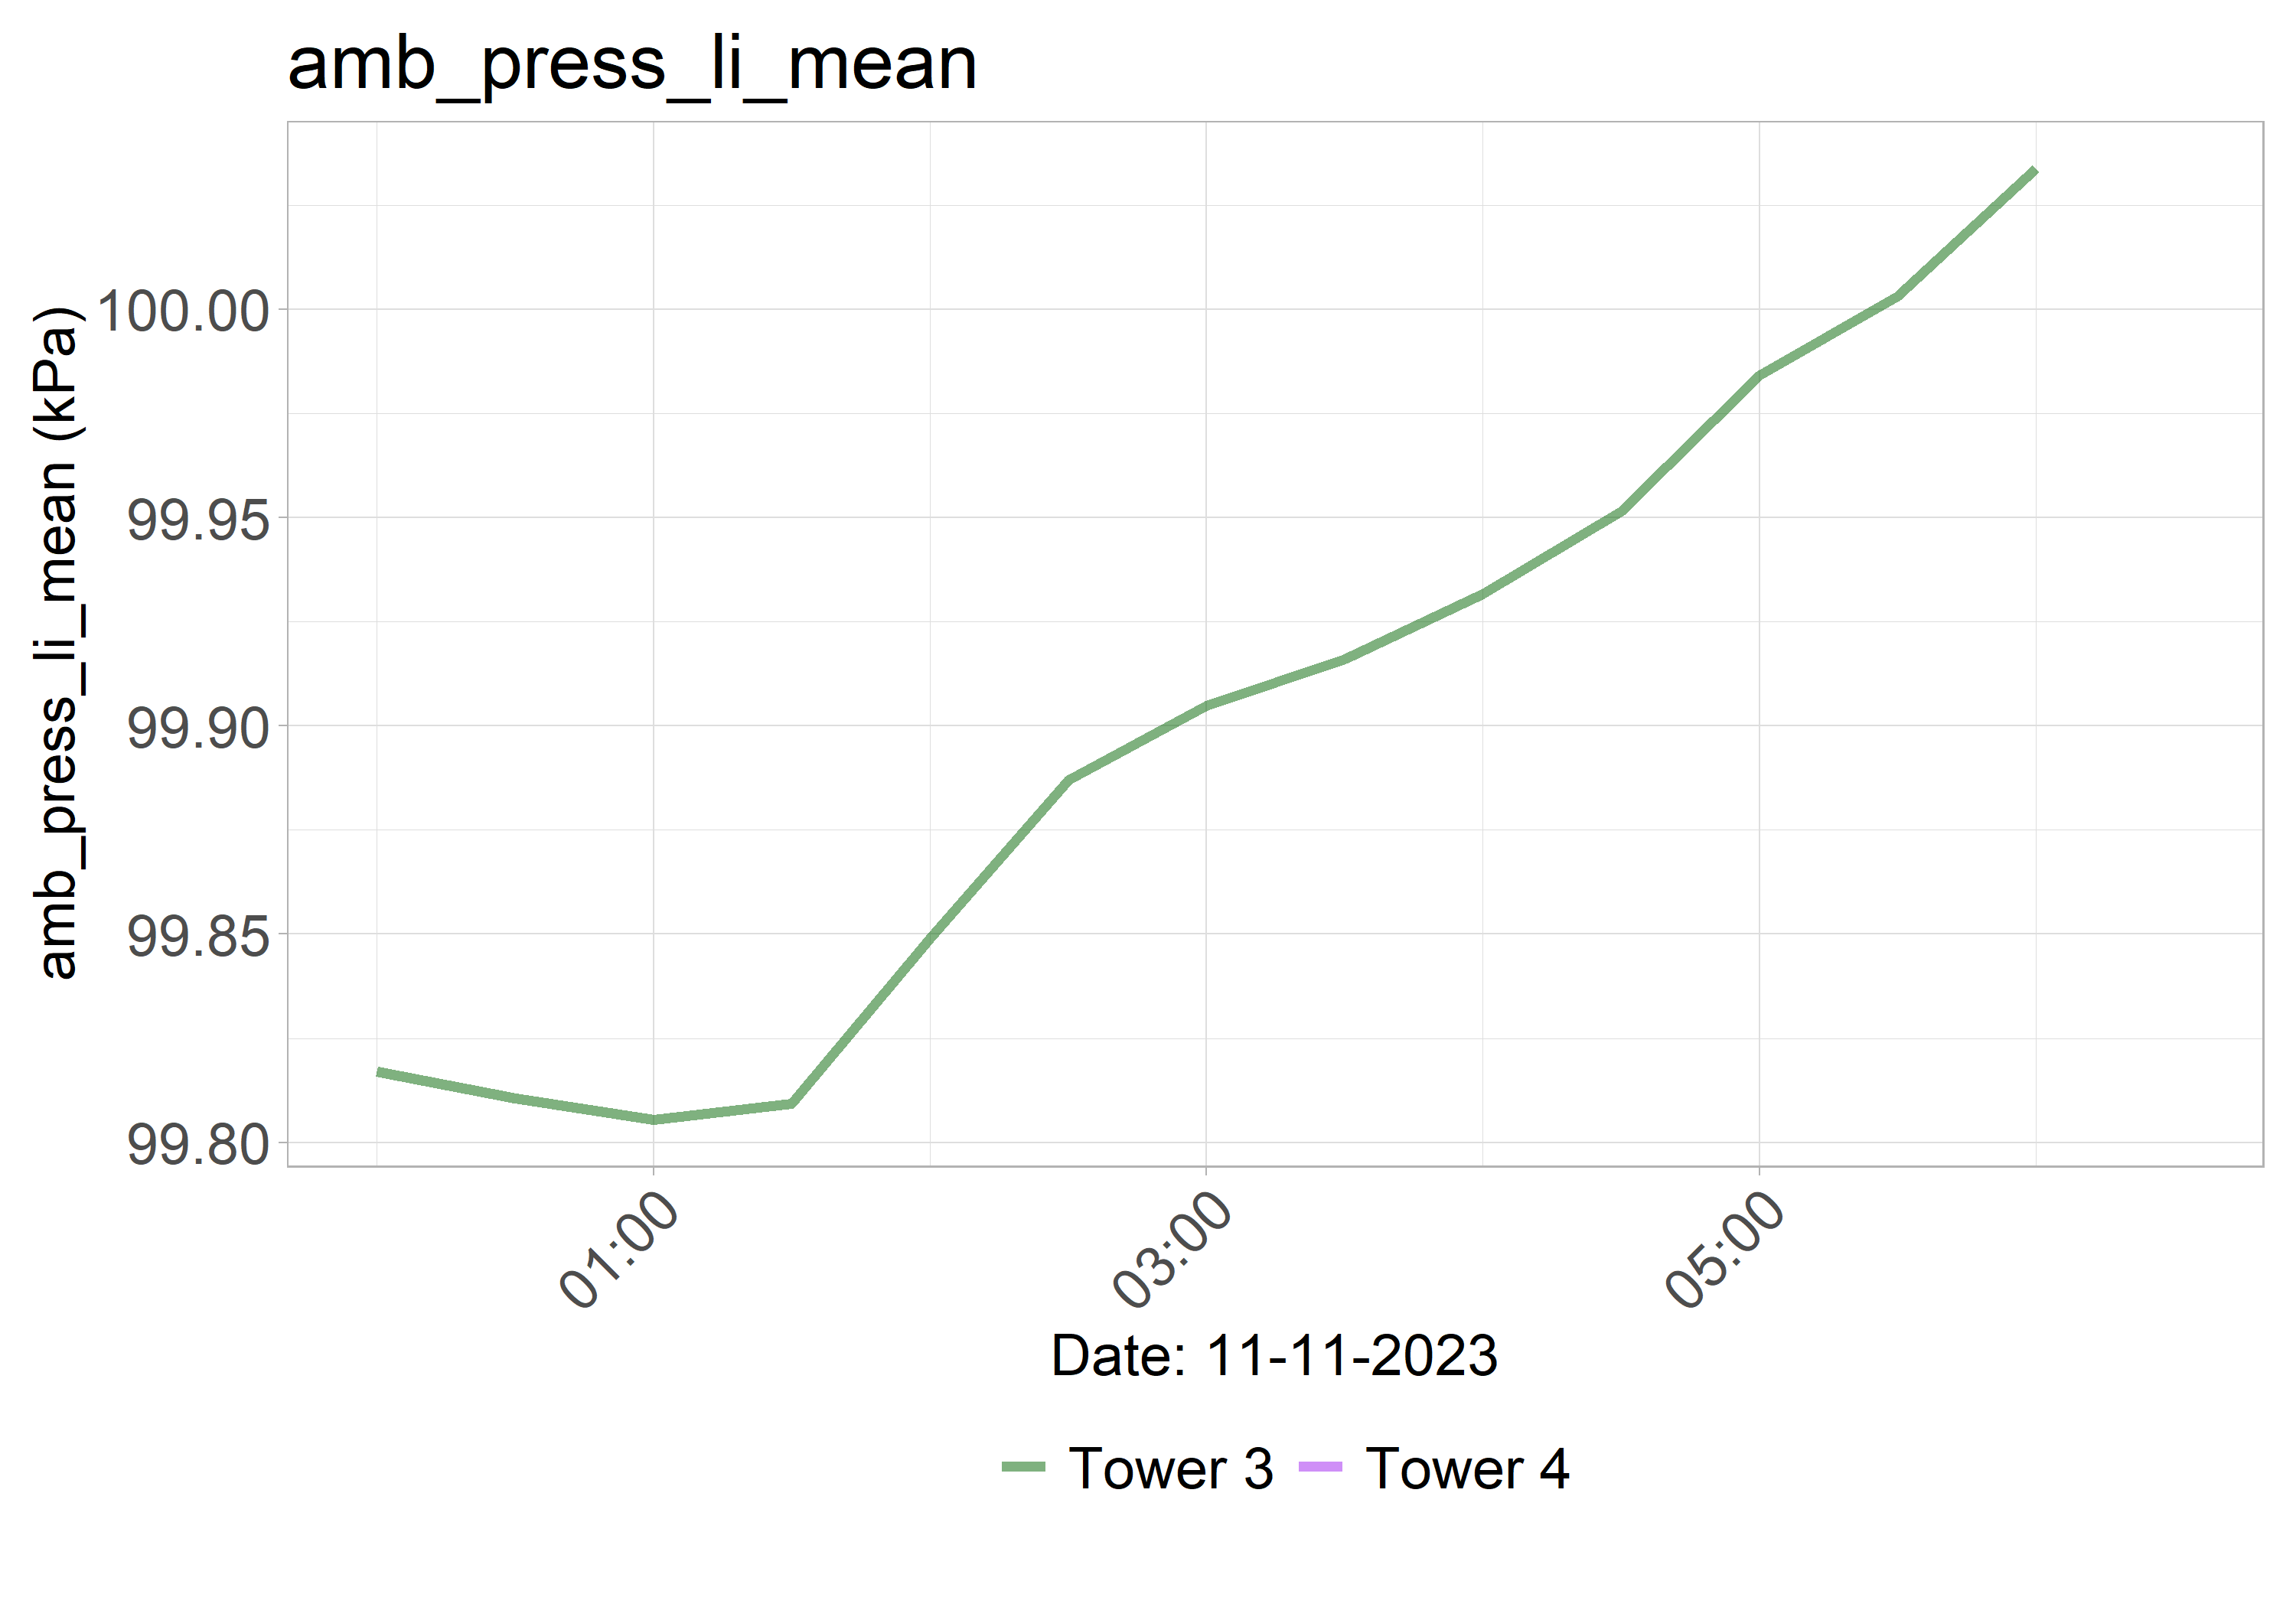 amb_press_li_mean
amb_press_li_mean (kPa)
100.00
99.95
99.90
99.85
99.80
01:00
03:00
05:00
Date: 11-11-2023
Tower 3
Tower 4